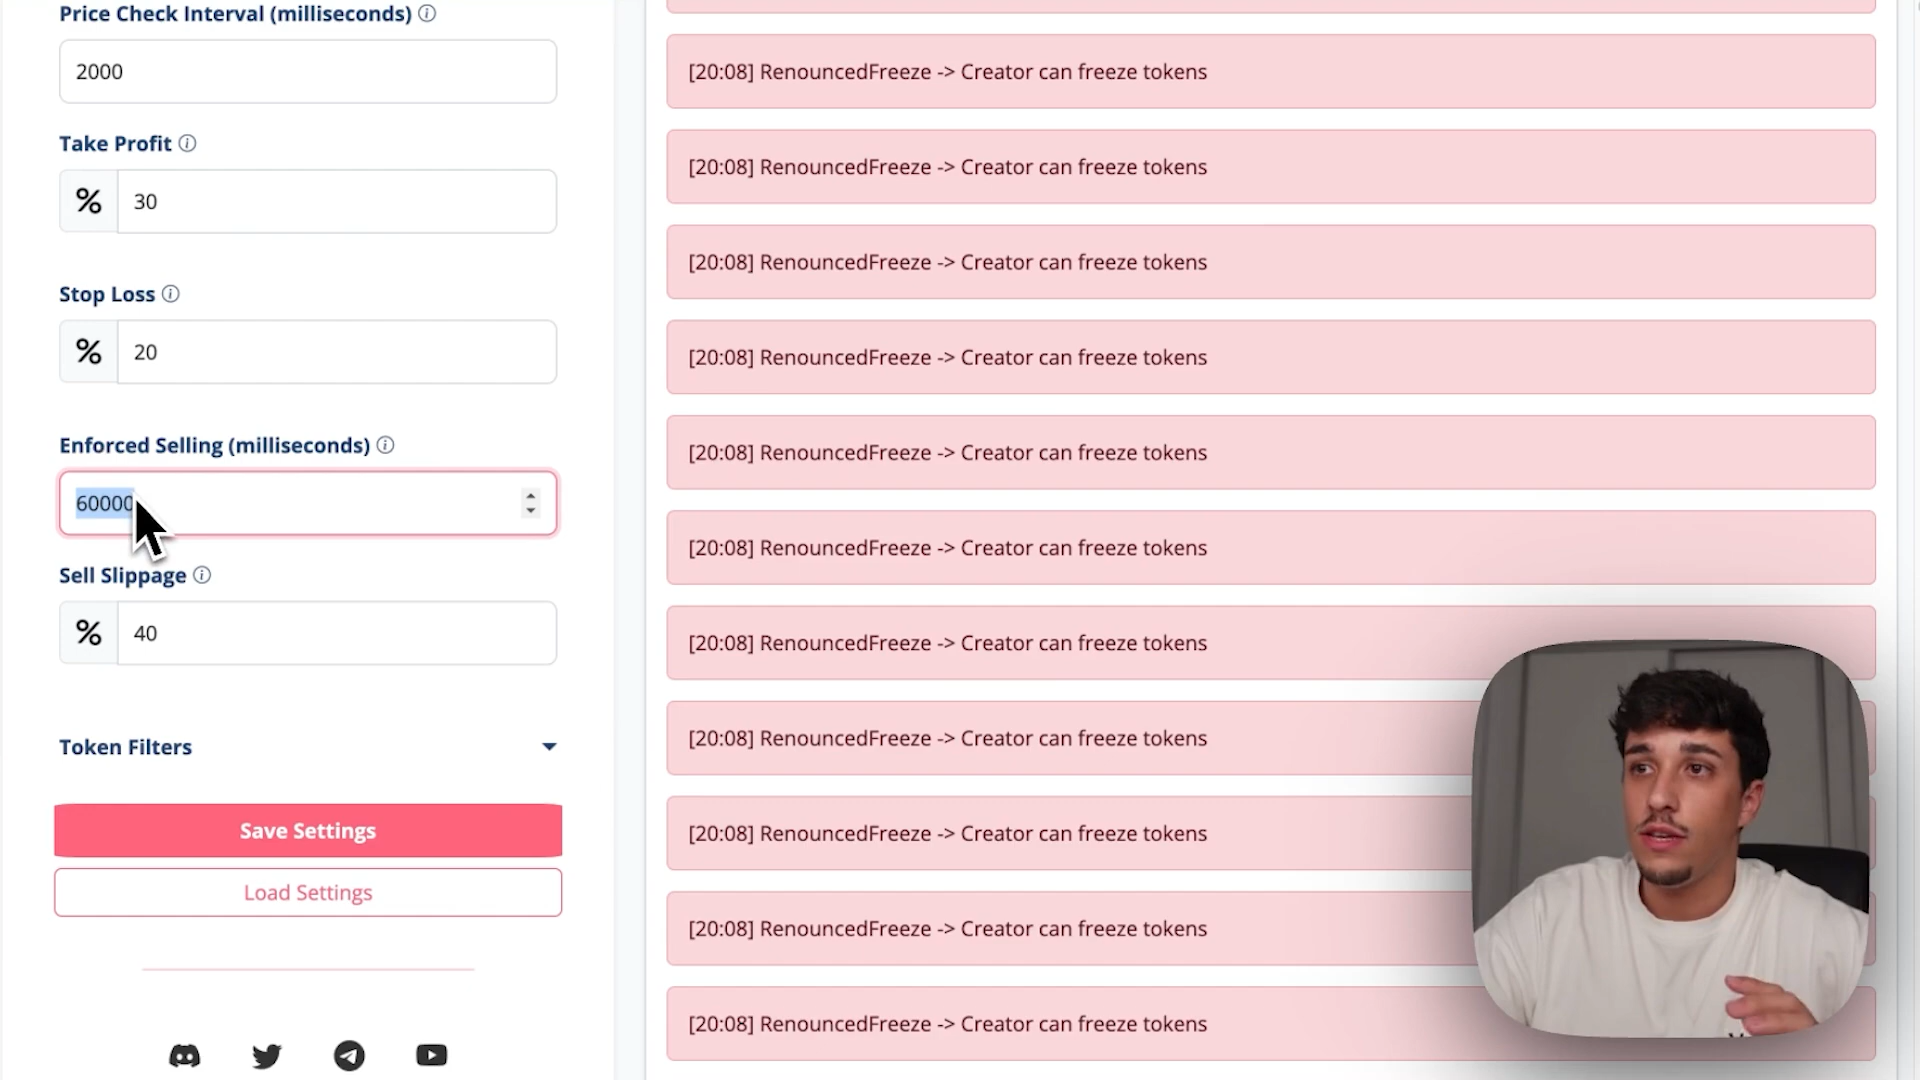 Price Check Interval (milliseconds)
2000
Take Profit
% 30
Stop Loss
% 20
Enforced Selling (milliseconds)
60000
Sell Slippage
% 40
Token Filters
Save Settings
Load Settings
[20:08] RenouncedFreeze -> Creator can freeze tokens
[20:08] RenouncedFreeze -> Creator can freeze tokens
[20:08] RenouncedFreeze -> Creator can freeze tokens
[20:08] RenouncedFreeze -> Creator can freeze tokens
[20:08] RenouncedFreeze -> Creator can freeze tokens
[20:08] RenouncedFreeze -> Creator can freeze tokens
[20:08] RenouncedFreeze -> Creator can freeze tokens
[20:08] RenouncedFreeze -> Creator can freeze tokens
[20:08] RenouncedFreeze -> Creator can freeze tokens
[20:08] RenouncedFreeze -> Creator can freeze tokens
[20:08] RenouncedFreeze -> Creator can freeze tokens